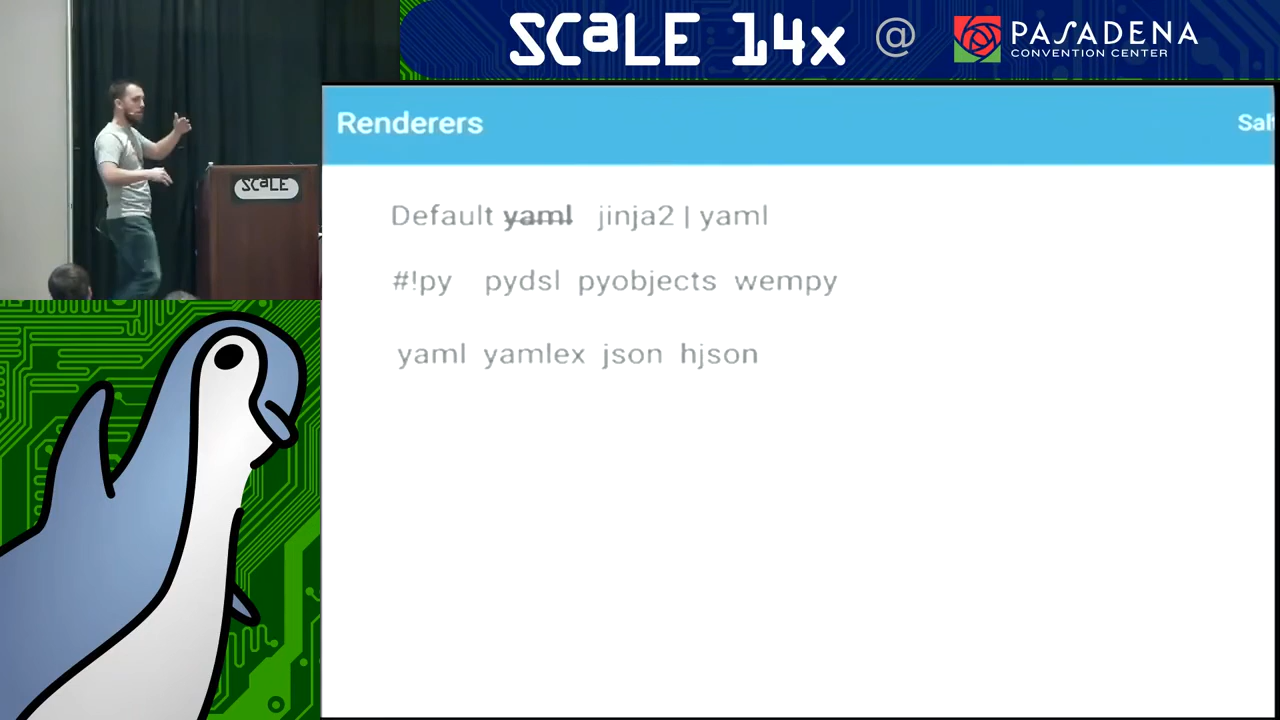 SCaLE 14x @ PASADENA
CONVENTION CENTER
SCaLE
Renderers
Default yaml jinja2 | yaml
#!py pydsl pyobjects wempy
yaml yamlex json hjson